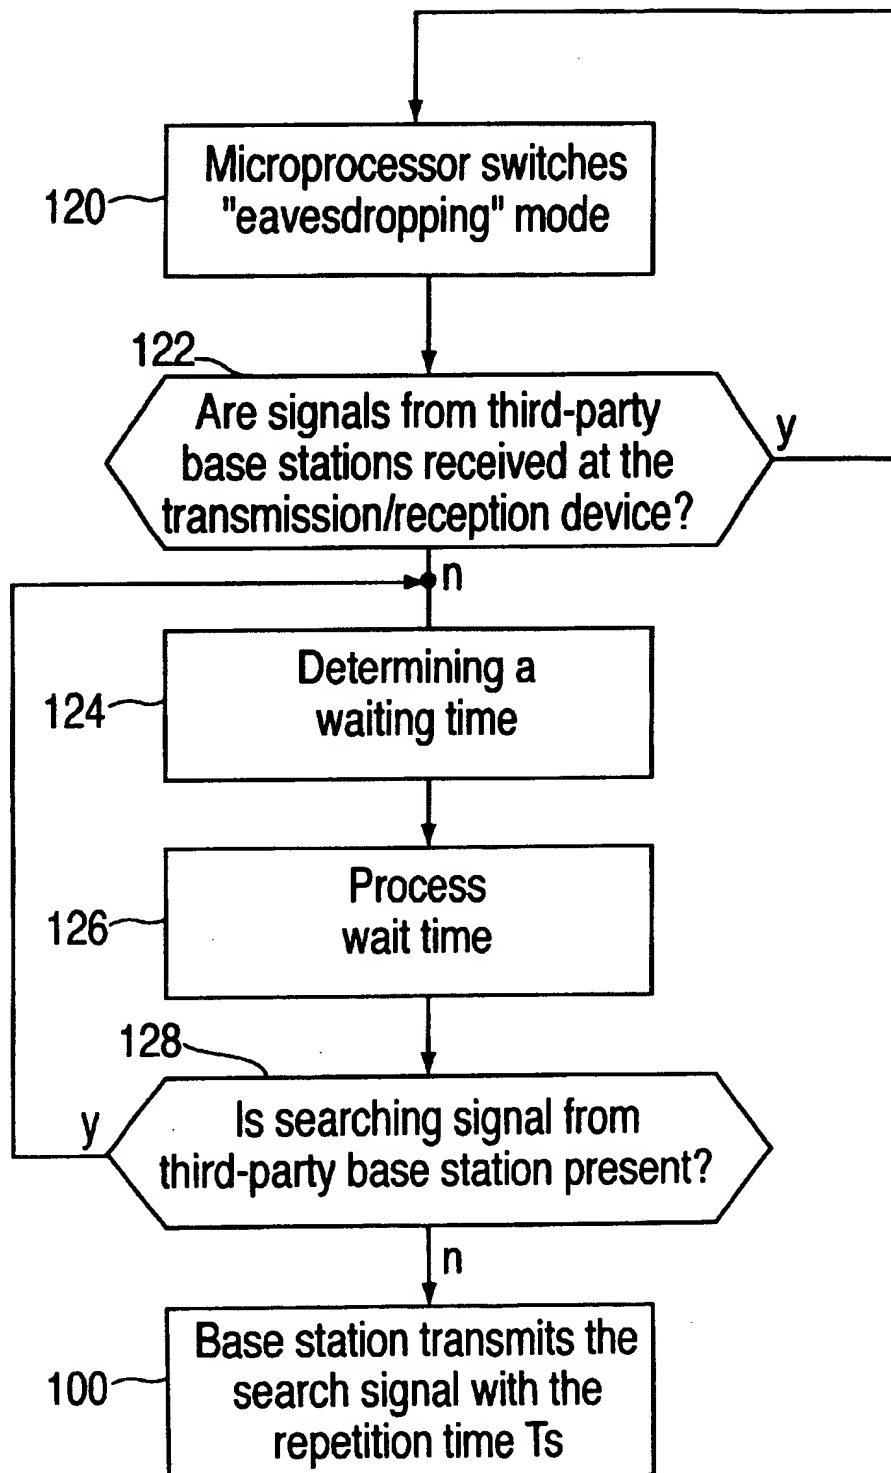 Microprocessor switches
"eavesdropping" mode
120
122
Are signals from third-party
base stations received at the
transmission/reception device?
y
n
Determining a
waiting time
124
Process
wait time
126
128
y
Is searching signal from
third-party base station present?
n
Base station transmits the
search signal with the
repetition time Ts
100